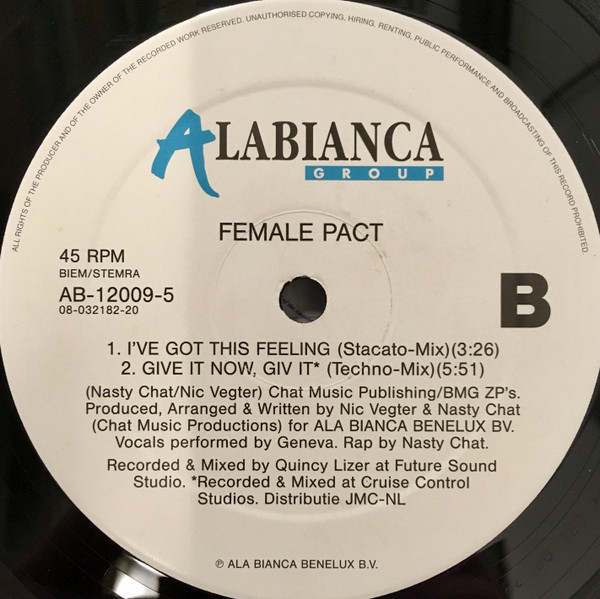 ALL RIGHTS OF THE PRODUCER AND OF THE OWNER OF THE RECORDED WORK RESERVED. UNAUTHORISED COPYING, HIRING, RENTING, PUBLIC PERFORMANCE AND BROADCASTING OF THIS RECORD PROHIBITED.
ALABIANCA
GROUP
FEMALE PACT
45 RPM
BIEM/STEMRA
AB-12009-5
08-032182-20
B
1. I'VE GOT THIS FEELING (Stacato-Mix)(3:26)
2. GIVE IT NOW, GIV IT* (Techno-Mix)(5:51)
(Nasty Chat/Nic Vegter) Chat Music Publishing/BMG ZP's.
Produced, Arranged & Written by Nic Vegter & Nasty Chat
(Chat Music Productions) for ALA BIANCA BENELUX BV.
Vocals performed by Geneva. Rap by Nasty Chat.
Recorded & Mixed by Quincy Lizer at Future Sound
Studio. *Recorded & Mixed at Cruise Control
Studios. Distributie JMC-NL
℗ ALA BIANCA BENELUX B.V.